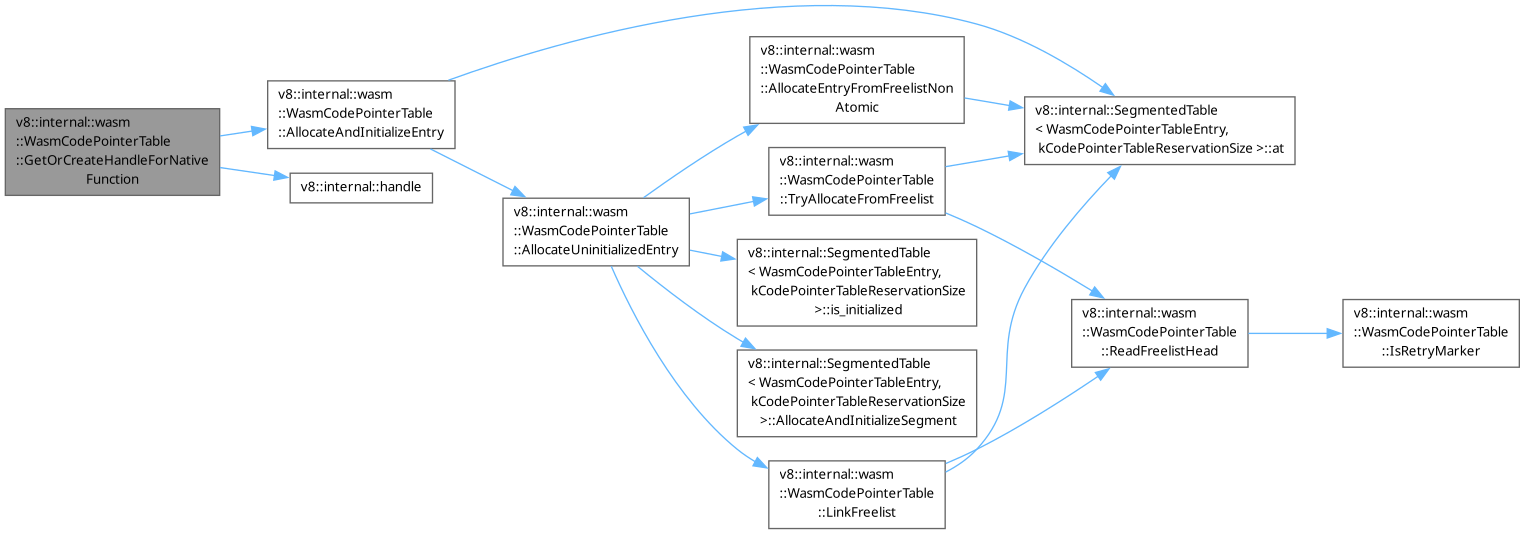 v8::internal::wasm
::WasmCodePointerTable
::GetOrCreateHandleForNative
Function
v8::internal::wasm
::WasmCodePointerTable
::AllocateAndInitializeEntry
v8::internal::handle
v8::internal::wasm
::WasmCodePointerTable
::AllocateUninitializedEntry
v8::internal::wasm
::WasmCodePointerTable
::AllocateEntryFromFreelistNon
Atomic
v8::internal::wasm
::WasmCodePointerTable
::TryAllocateFromFreelist
v8::internal::SegmentedTable
< WasmCodePointerTableEntry,
kCodePointerTableReservationSize
>::is_initialized
v8::internal::SegmentedTable
< WasmCodePointerTableEntry,
kCodePointerTableReservationSize
>::AllocateAndInitializeSegment
v8::internal::wasm
::WasmCodePointerTable
::LinkFreelist
v8::internal::SegmentedTable
< WasmCodePointerTableEntry,
kCodePointerTableReservationSize >::at
v8::internal::wasm
::WasmCodePointerTable
::ReadFreelistHead
v8::internal::wasm
::WasmCodePointerTable
::IsRetryMarker